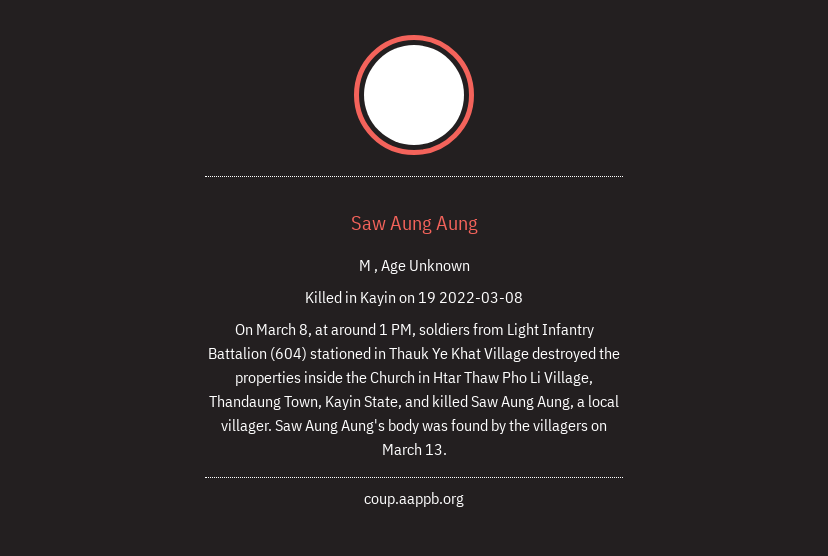 Saw Aung Aung
M , Age Unknown
Killed in Kayin on 19 2022-03-08
On March 8, at around 1 PM, soldiers from Light Infantry
Battalion (604) stationed in Thauk Ye Khat Village destroyed the
properties inside the Church in Htar Thaw Pho Li Village,
Thandaung Town, Kayin State, and killed Saw Aung Aung, a local
villager. Saw Aung Aung's body was found by the villagers on
March 13.
coup.aappb.org